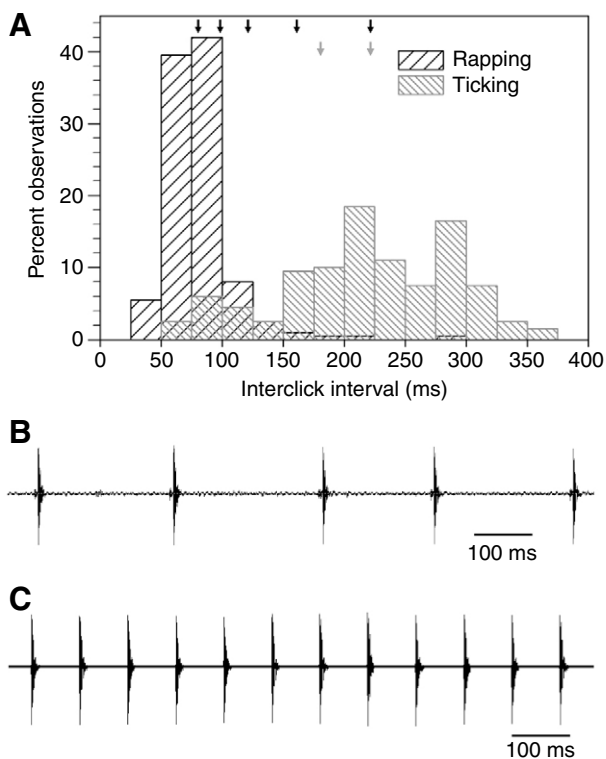 A
Percent observations
40
30
20
10
0
Rapping
Ticking
0 50 100 150 200 250 300 350 400
Interclick interval (ms)
B
100 ms
C
100 ms